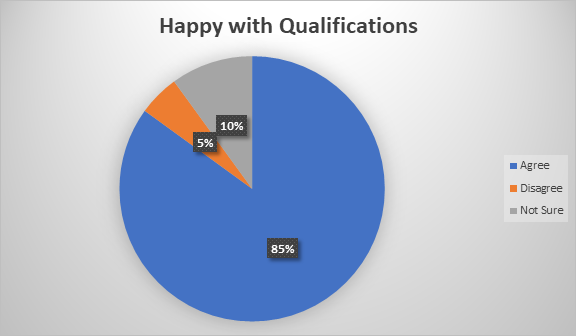 Happy with Qualifications
10%
5%
85%
Agree
Disagree
Not Sure